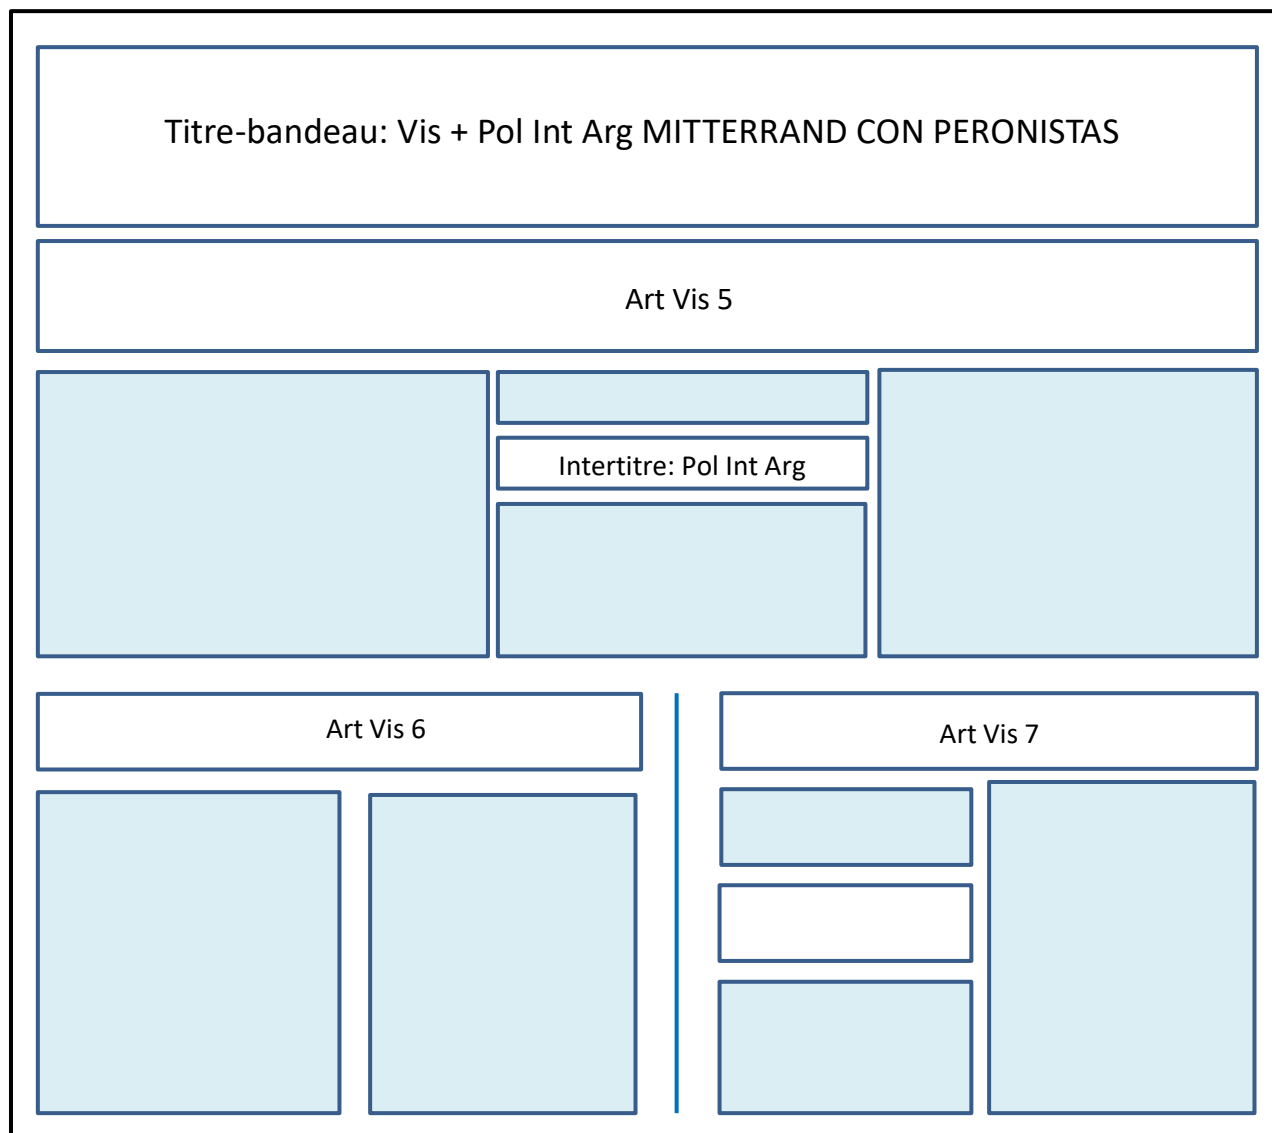 Titre-bandeau: Vis + Pol Int Arg MITTERRAND CON PERONISTAS
Art Vis 5
Intertitre: Pol Int Arg
Art Vis 6
Art Vis 7